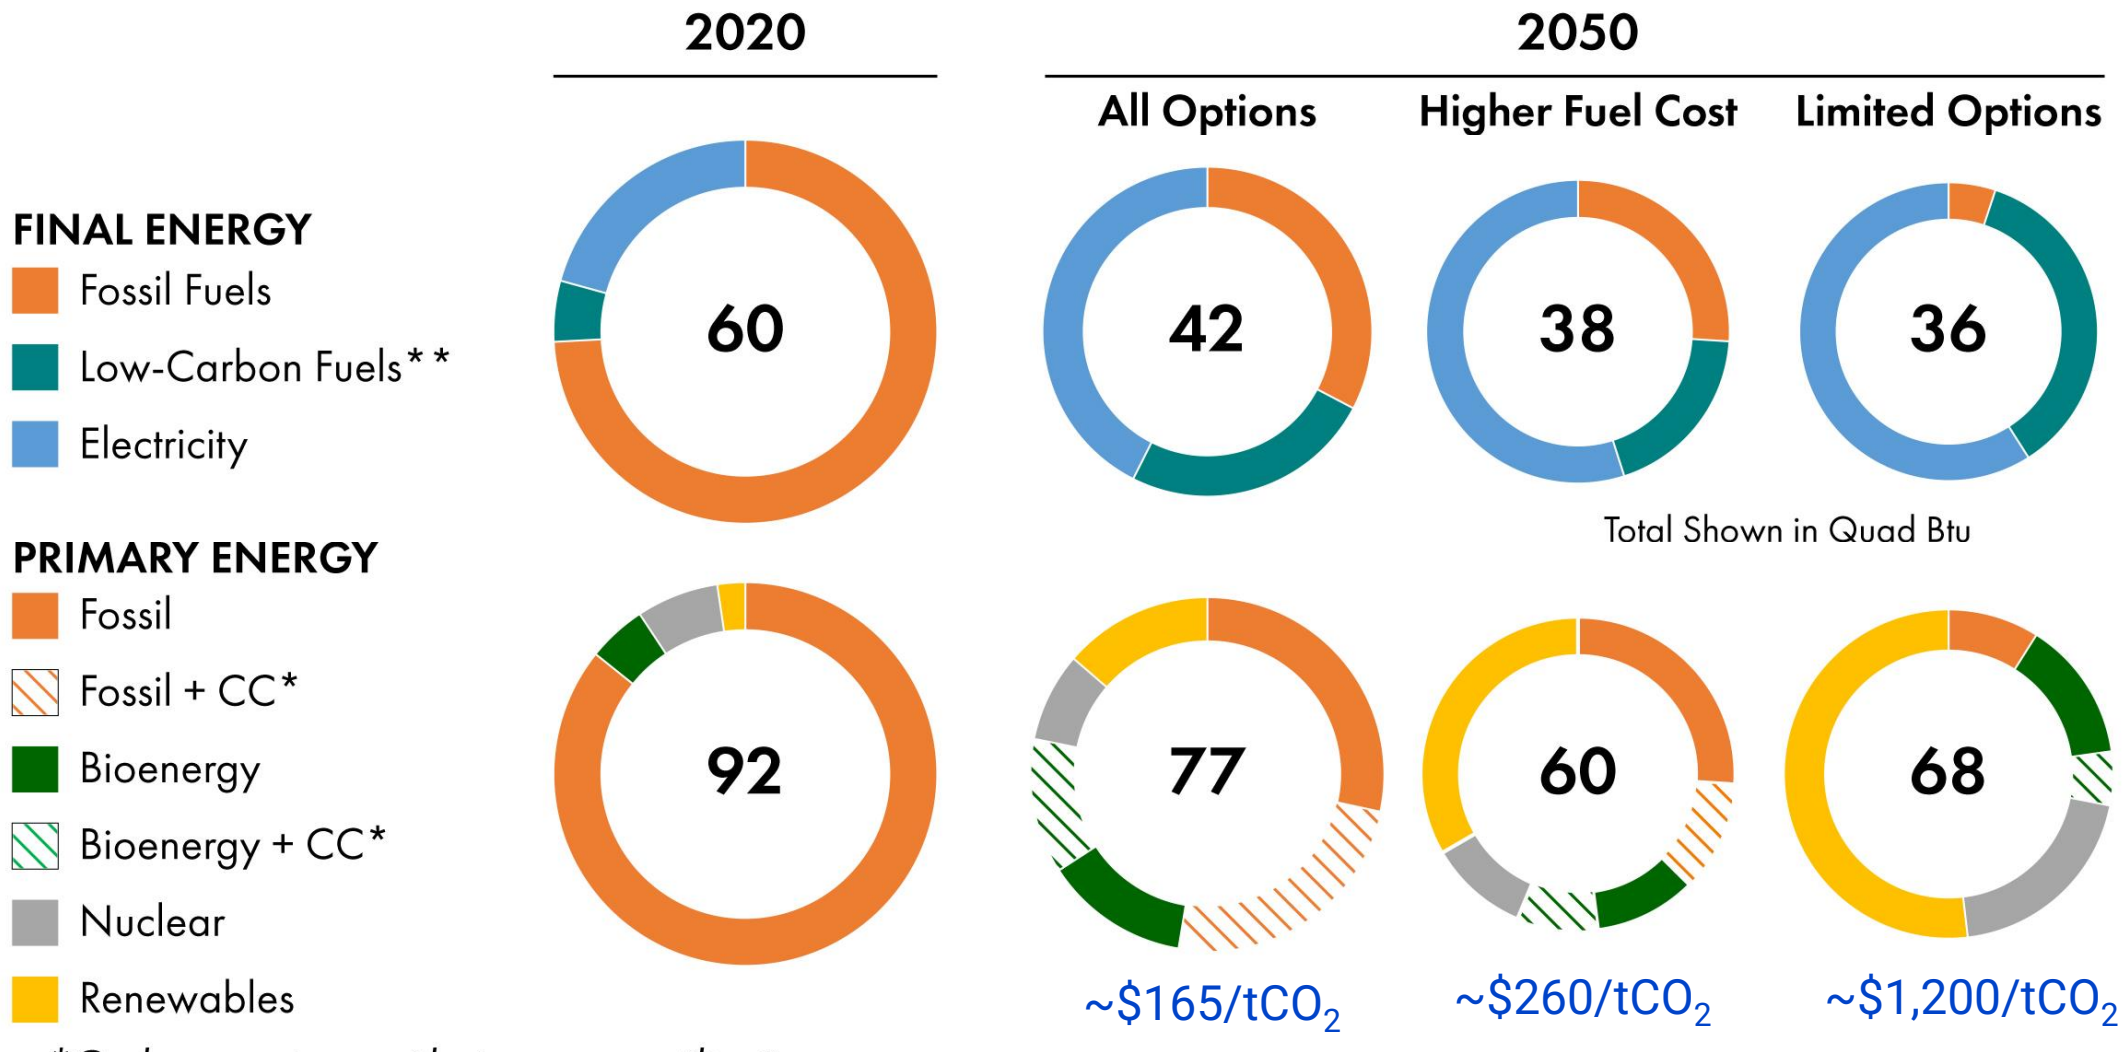 2020
2050
All Options
Higher Fuel Cost
Limited Options
FINAL ENERGY
Fossil Fuels
Low-Carbon Fuels**
Electricity
60
42
38
36
Total Shown in Quad Btu
PRIMARY ENERGY
Fossil
Fossil + CC*
Bioenergy
Bioenergy + CC*
Nuclear
Renewables
92
77
60
68
~$165/tCO₂
~$260/tCO₂
~$1,200/tCO₂